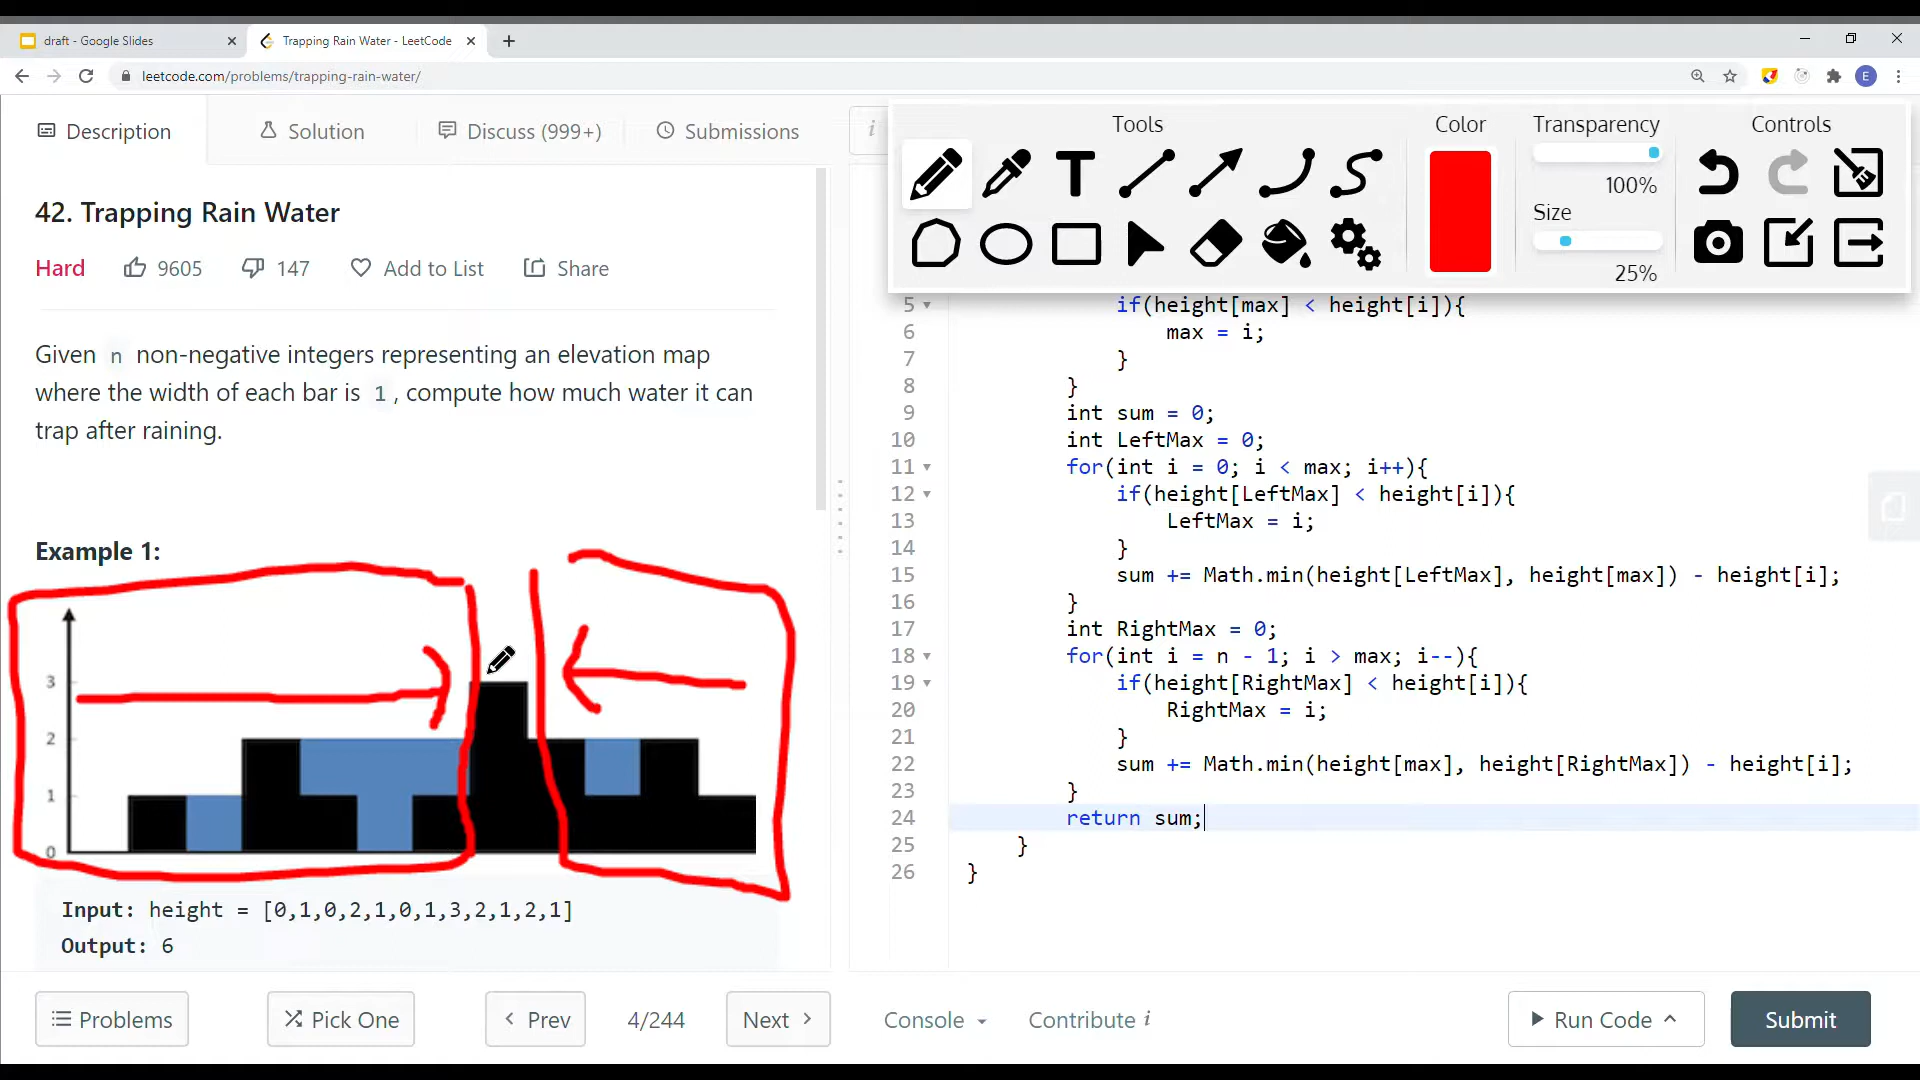 draft - Google Slides
Trapping Rain Water - LeetCode
leetcode.com/problems/trapping-rain-water/
E
Description
Solution
Discuss (999+)
Submissions
i
Tools
Color
Transparency
Controls
100%
Size
25%
T
42. Trapping Rain Water
Hard
9605
147
Add to List
Share
Given n non-negative integers representing an elevation map
where the width of each bar is 1, compute how much water it can
trap after raining.
Example 1:
3
2
1
0
Input: height = [0,1,0,2,1,0,1,3,2,1,2,1]
Output: 6
5 if(height[max] < height[i]){
6 max = i;
7 }
8 }
9 int sum = 0;
10 int LeftMax = 0;
11 for(int i = 0; i < max; i++){
12 if(height[LeftMax] < height[i]){
13 LeftMax = i;
14 }
15 sum += Math.min(height[LeftMax], height[max]) - height[i];
16 }
17 int RightMax = 0;
18 for(int i = n - 1; i > max; i--){
19 if(height[RightMax] < height[i]){
20 RightMax = i;
21 }
22 sum += Math.min(height[max], height[RightMax]) - height[i];
23 }
24 return sum;
25 }
26 }
Problems
Pick One
Prev
4/244
Next
Console
Contribute i
Run Code
Submit